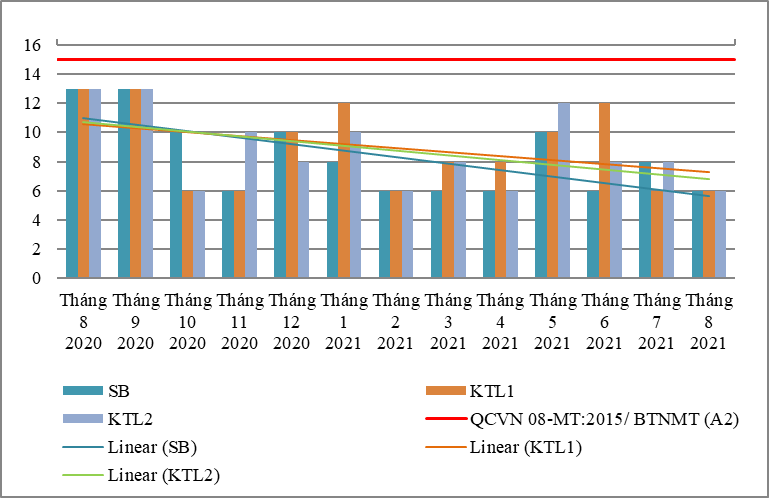 16
14
12
10
8
6
4
2
0
Tháng Tháng Tháng Tháng Tháng Tháng Tháng Tháng Tháng Tháng Tháng Tháng Tháng
8 9 10 11 12 1 2 3 4 5 6 7 8
2020 2020 2020 2020 2020 2021 2021 2021 2021 2021 2021 2021 2021
SB KTL1
KTL2 QCVN 08-MT:2015/ BTNMT (A2)
Linear (SB) Linear (KTL1)
Linear (KTL2)